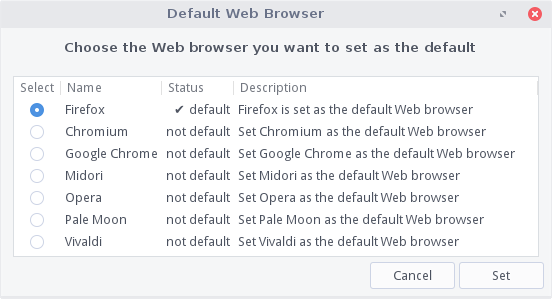 Default Web Browser
Choose the Web browser you want to set as the default
Select Name Status Description
Firefox ✔ default Firefox is set as the default Web browser
Chromium not default Set Chromium as the default Web browser
Google Chrome not default Set Google Chrome as the default Web browser
Midori not default Set Midori as the default Web browser
Opera not default Set Opera as the default Web browser
Pale Moon not default Set Pale Moon as the default Web browser
Vivaldi not default Set Vivaldi as the default Web browser
Cancel Set